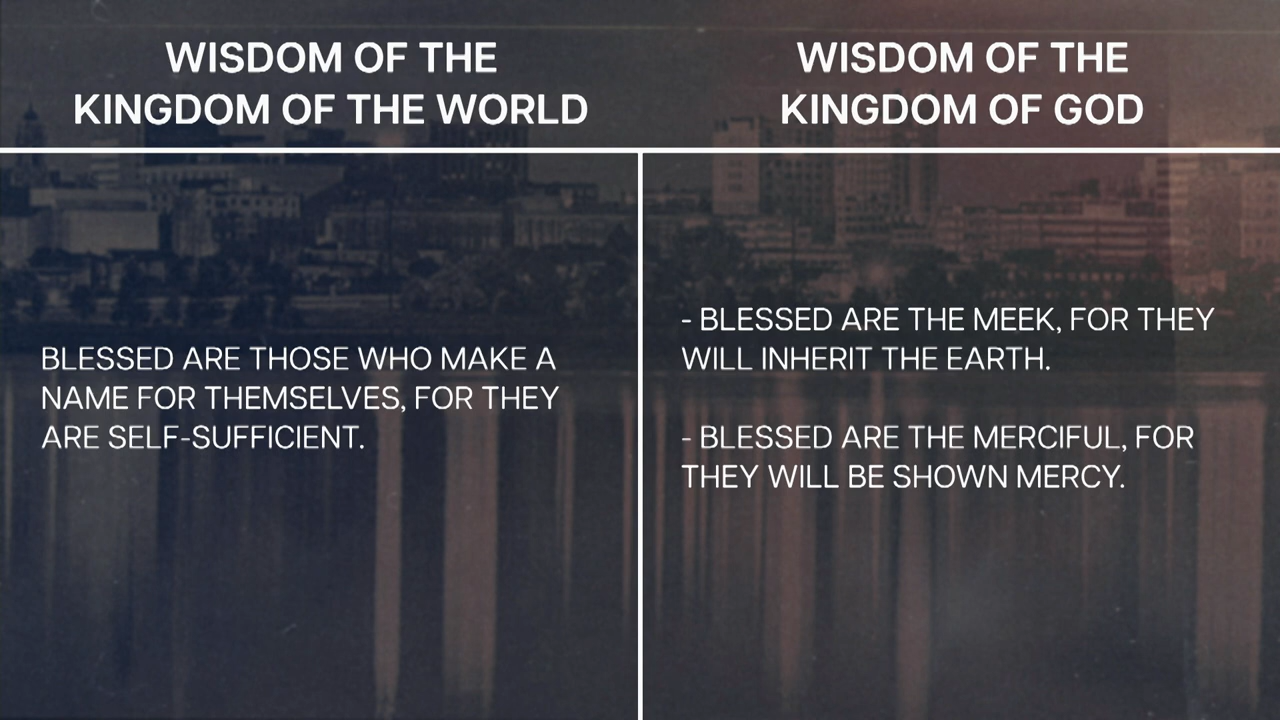 WISDOM OF THE
KINGDOM OF THE WORLD
WISDOM OF THE
KINGDOM OF GOD
BLESSED ARE THOSE WHO MAKE A
NAME FOR THEMSELVES, FOR THEY
ARE SELF-SUFFICIENT.
- BLESSED ARE THE MEEK, FOR THEY
WILL INHERIT THE EARTH.
- BLESSED ARE THE MERCIFUL, FOR
THEY WILL BE SHOWN MERCY.